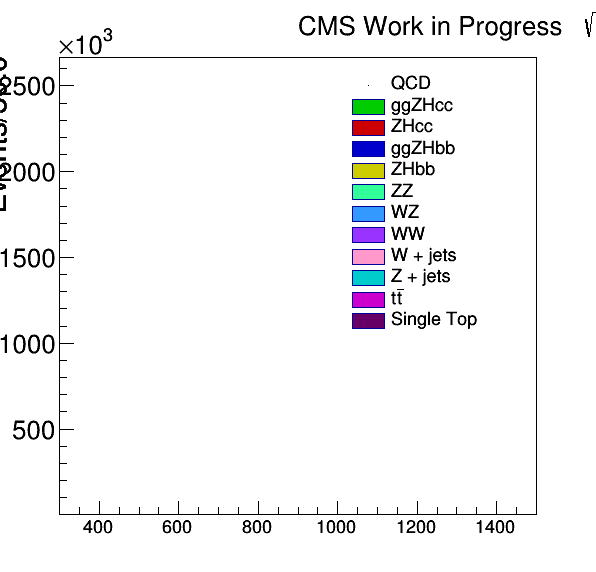 CMS Work in Progress √
×10³
2500
2000
1500
1000
500
QCD
ggZHcc
ZHcc
ggZHbb
ZHbb
ZZ
WZ
WW
W + jets
Z + jets
tt̅
Single Top
400 600 800 1000 1200 1400